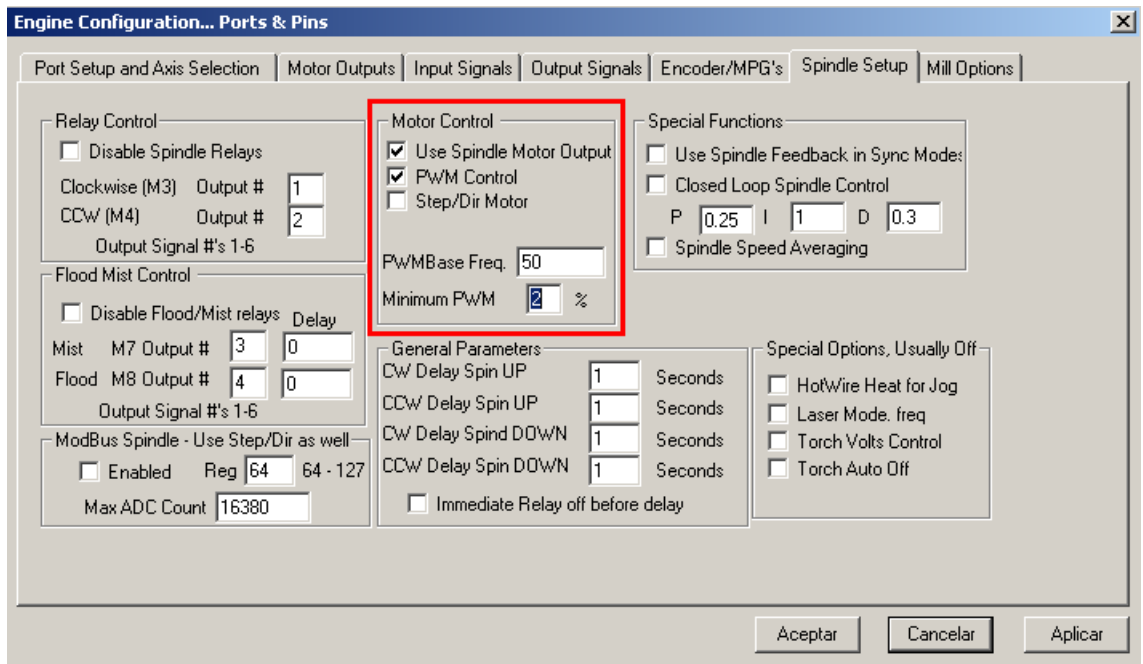 Engine Configuration... Ports & Pins
Port Setup and Axis Selection
Motor Outputs
Input Signals
Output Signals
Encoder/MPG's
Spindle Setup
Mill Options
Relay Control
Disable Spindle Relays
Clockwise (M3) Output # 1
CCW (M4) Output # 2
Output Signal #'s 1-6
Flood Mist Control
Disable Flood/Mist relays Delay
Mist M7 Output # 3 0
Flood M8 Output # 4 0
Output Signal #'s 1-6
ModBus Spindle - Use Step/Dir as well
Enabled Reg 64 64 - 127
Max ADC Count 16380
Motor Control
Use Spindle Motor Output
PWM Control
Step/Dir Motor
PWMBase Freq. 50
Minimum PWM 2 %
General Parameters
CW Delay Spin UP 1 Seconds
CCW Delay Spin UP 1 Seconds
CW Delay Spind DOWN 1 Seconds
CCW Delay Spin DOWN 1 Seconds
Immediate Relay off before delay
Special Functions
Use Spindle Feedback in Sync Modes
Closed Loop Spindle Control
P 0.25 I 1 D 0.3
Spindle Speed Averaging
Special Options, Usually Off
HotWire Heat for Jog
Laser Mode. freq
Torch Volts Control
Torch Auto Off
Aceptar
Cancelar
Aplicar